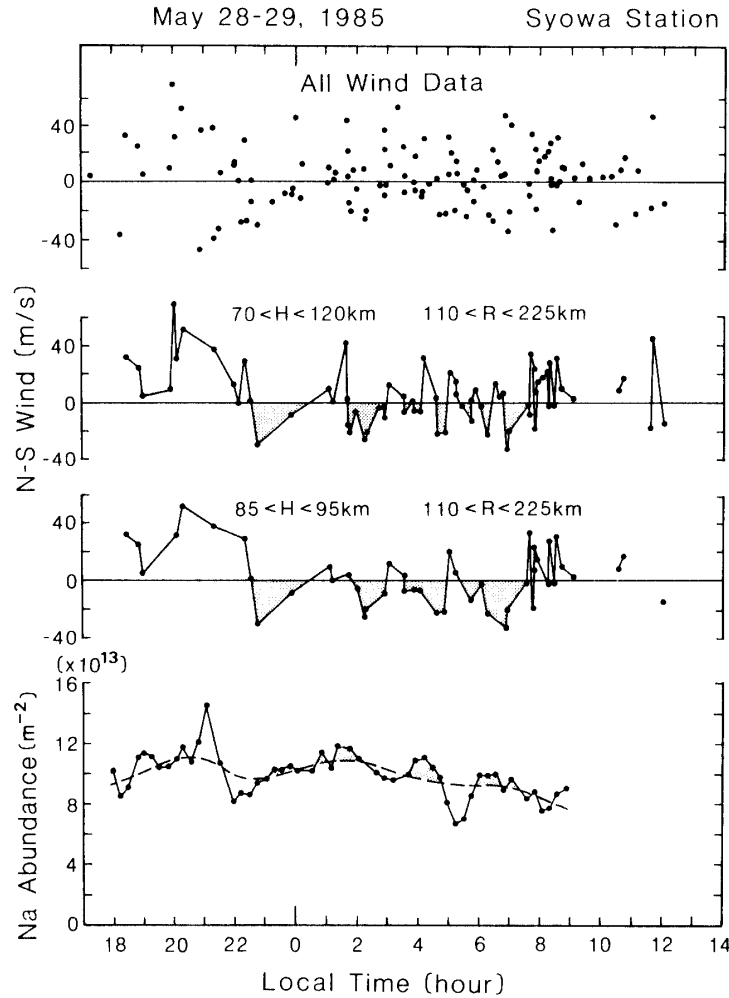 May 28-29, 1985 Syowa Station
All Wind Data
40
0
-40
N-S Wind (m/s)
70<H<120km 110<R<225km
40
0
-40
85<H<95km 110<R<225km
40
0
-40
(x10¹³)
Na Abundance (m⁻²)
16
12
8
4
0
18 20 22 0 2 4 6 8 10 12 14
Local Time (hour)